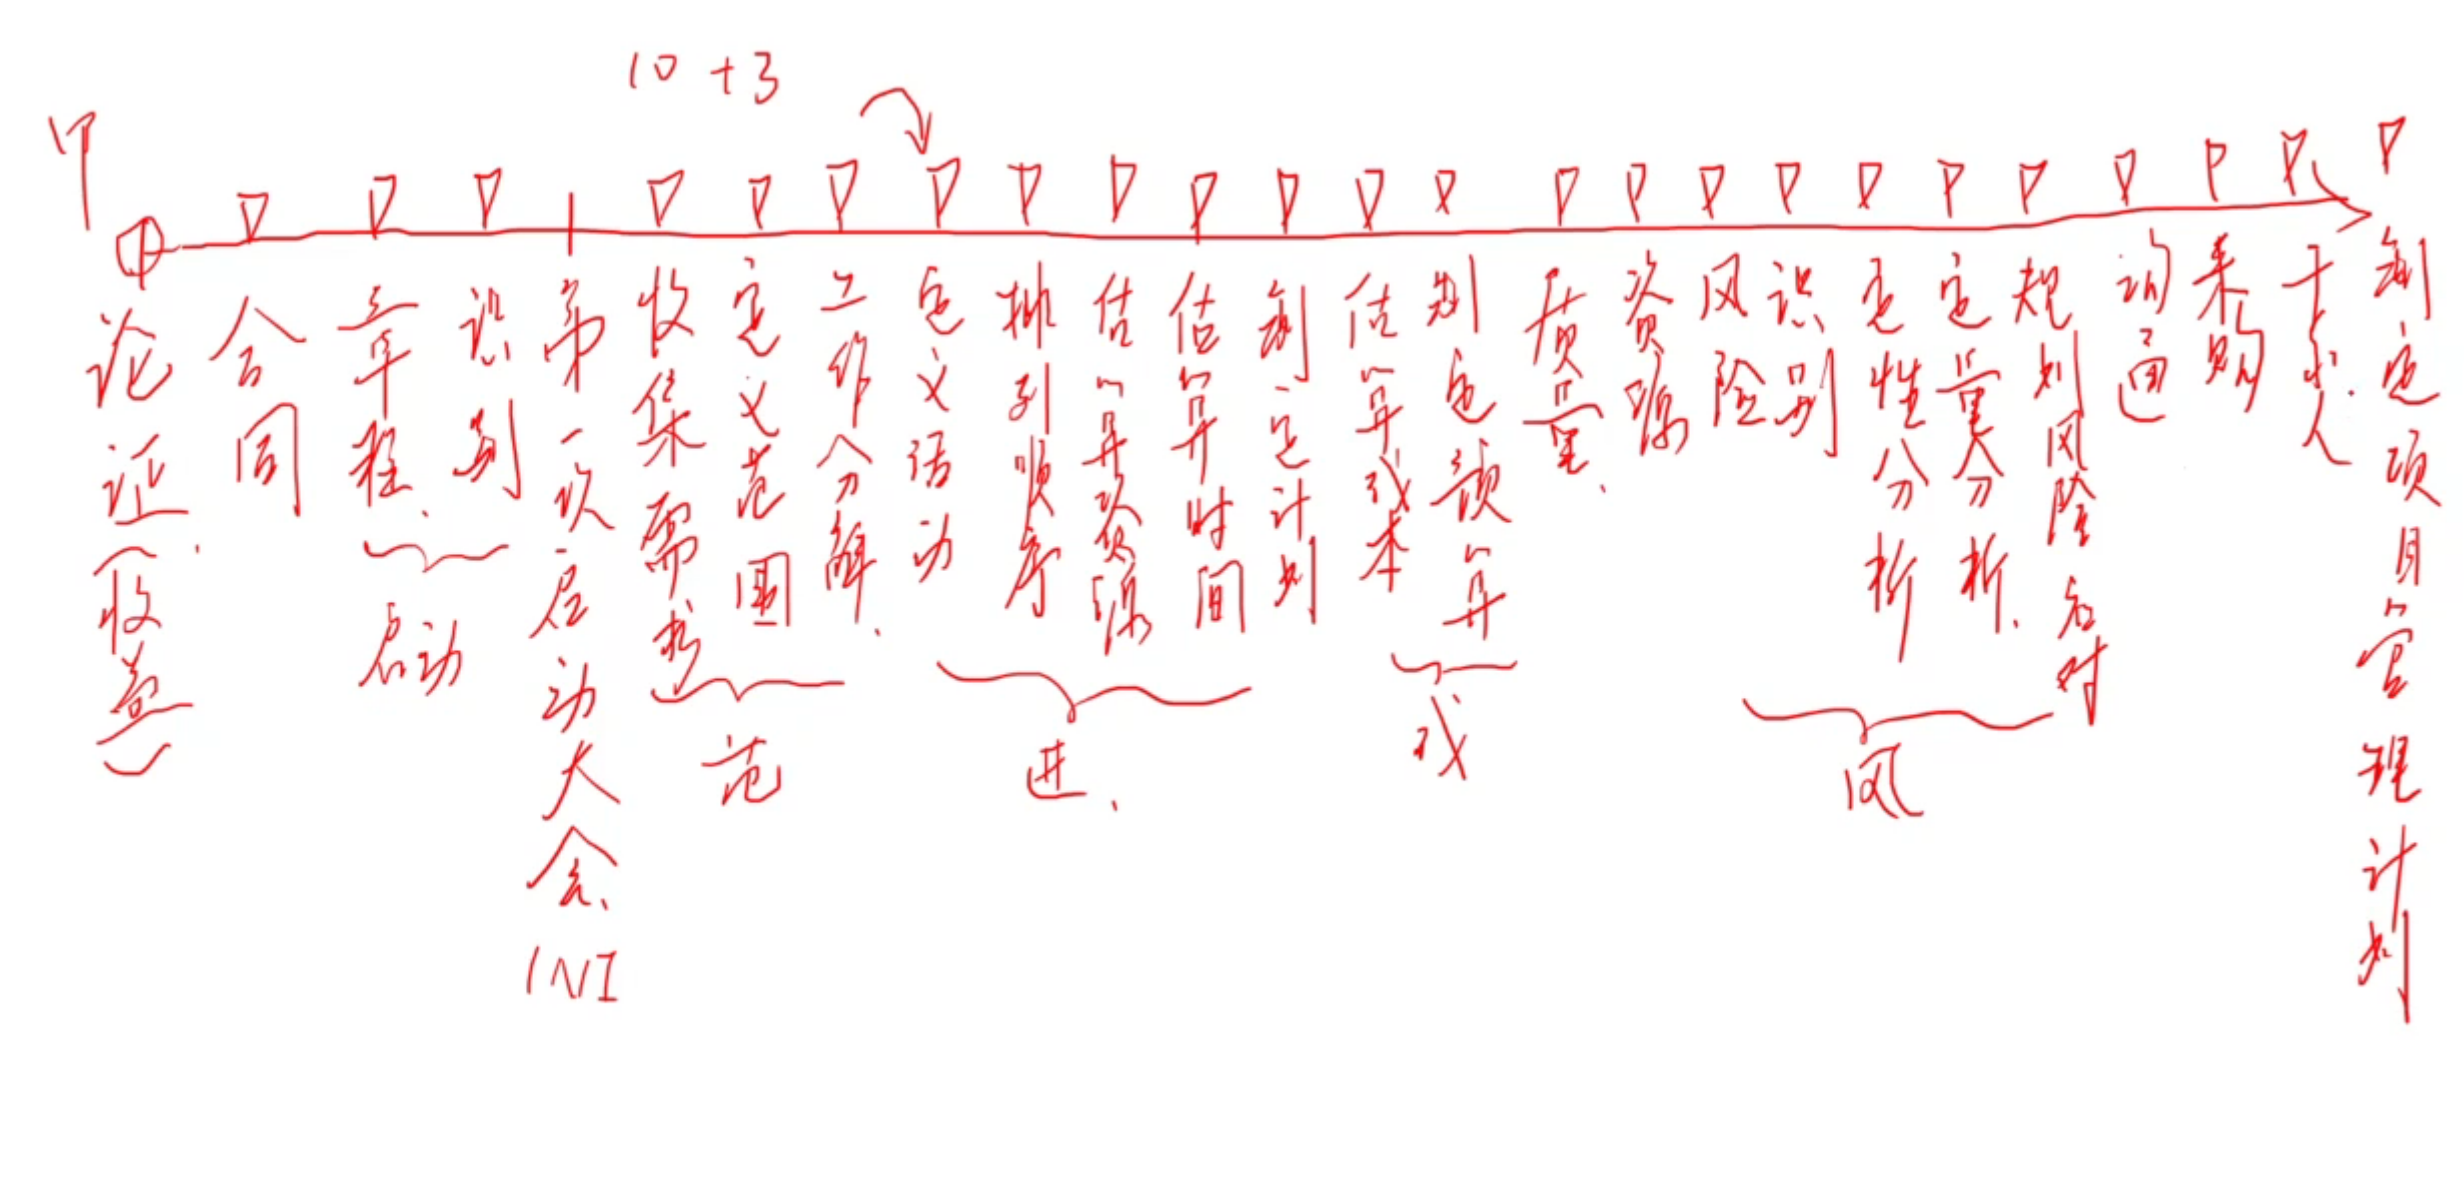 10 + 3
论证(收益)
合同
章程
识别
第一次启动大会
INI
收集需求
定义范围
工作分解
定义活动
排列顺序
估算资源
估算时间
制定计划
估算成本
制定预算
质量
资源
风险
识别
定性分析
定量分析
规划风险应对
沟通
采购
干系人
制定项目管理计划
启动
范
进
成
风